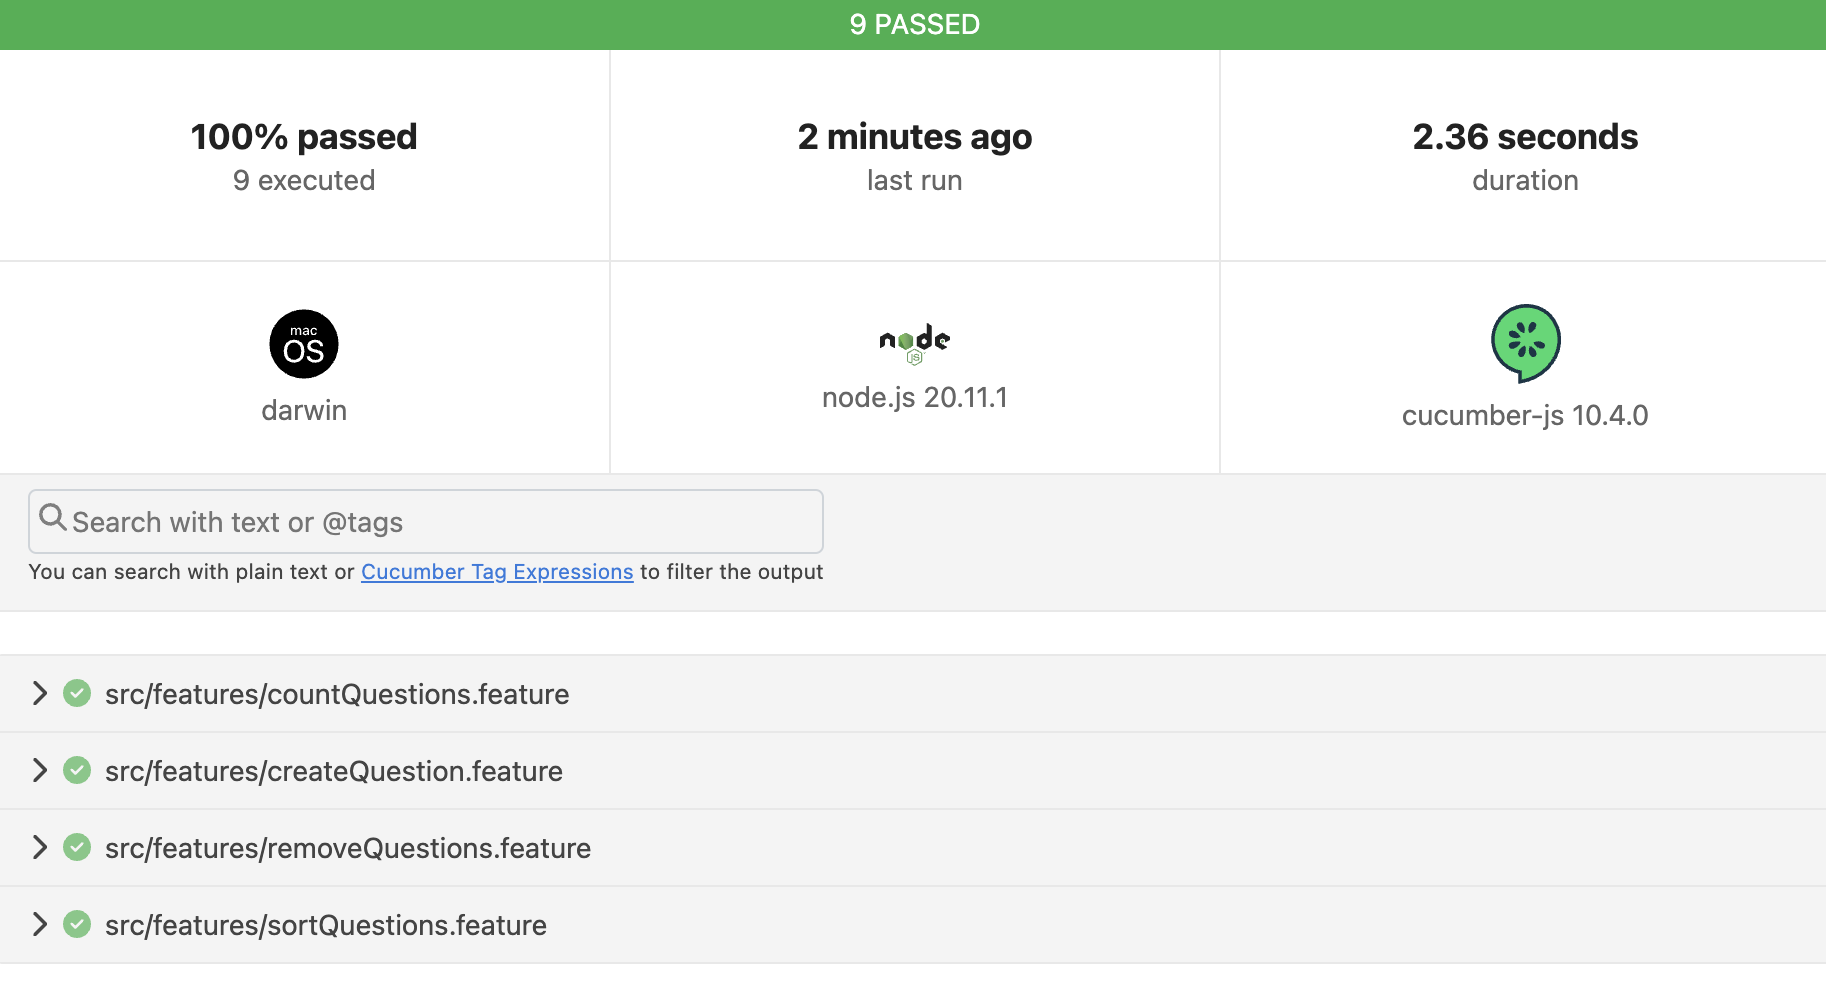 9 PASSED
100% passed
9 executed
2 minutes ago
last run
2.36 seconds
duration
mac
OS
darwin
node
JS
node.js 20.11.1
cucumber-js 10.4.0
Search with text or @tags
You can search with plain text or Cucumber Tag Expressions to filter the output
src/features/countQuestions.feature
src/features/createQuestion.feature
src/features/removeQuestions.feature
src/features/sortQuestions.feature